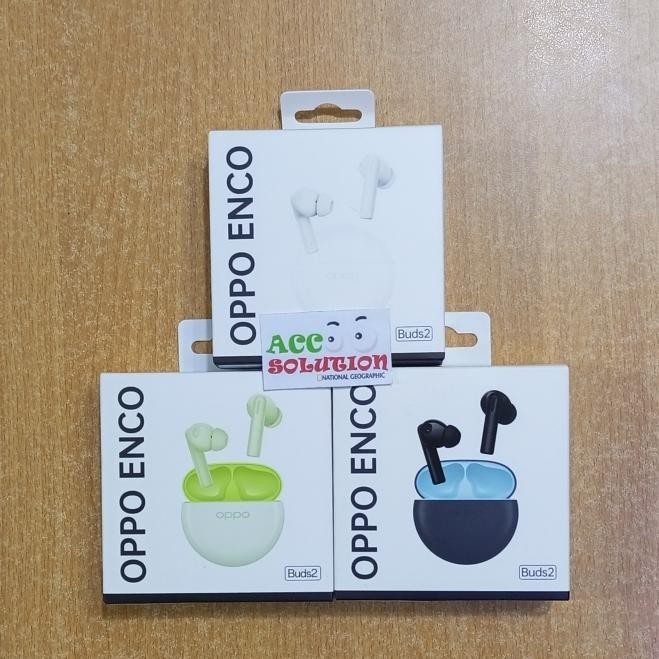 OPPO ENCO
oppo
Buds2
ACC
SOLUTION
NATIONAL GEOGRAPHIC
OPPO ENCO
oppo
Buds2
OPPO ENCO
Buds2